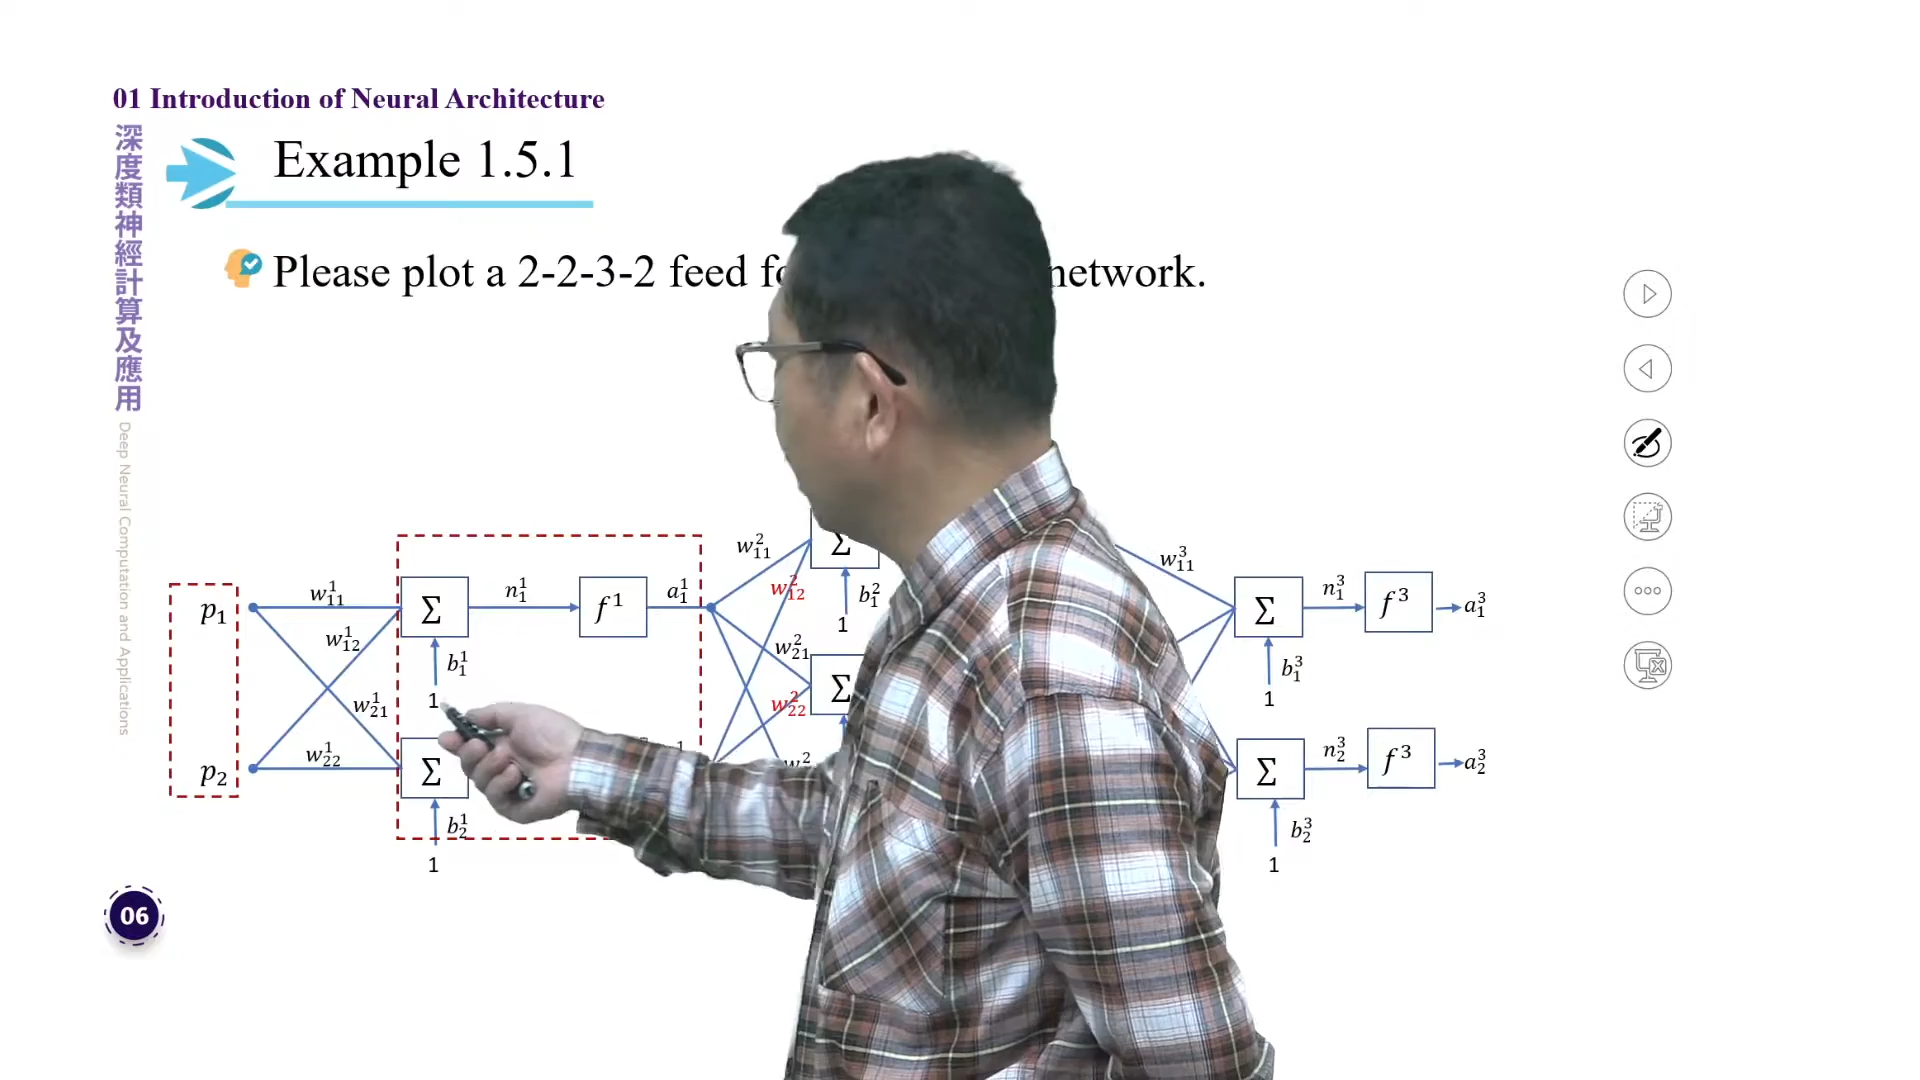 01 Introduction of Neural Architecture
深度類神經計算及應用
Deep Neural Computation and Applications
Example 1.5.1
Please plot a 2-2-3-2 feed network.
p₁
w¹₁₁
w¹₁₂
Σ
n¹₁
f¹
a¹₁
b¹₁
1
w¹₂₁
p₂
w¹₂₂
Σ
b¹₂
1
w²₁₁
w²₁₂
Σ
b²₁
1
w²₂₁
w²₂₂
Σ
w³₁₁
Σ
n³₁
f³
a³₁
b³₁
1
Σ
n³₂
f³
a³₂
b³₂
1
06